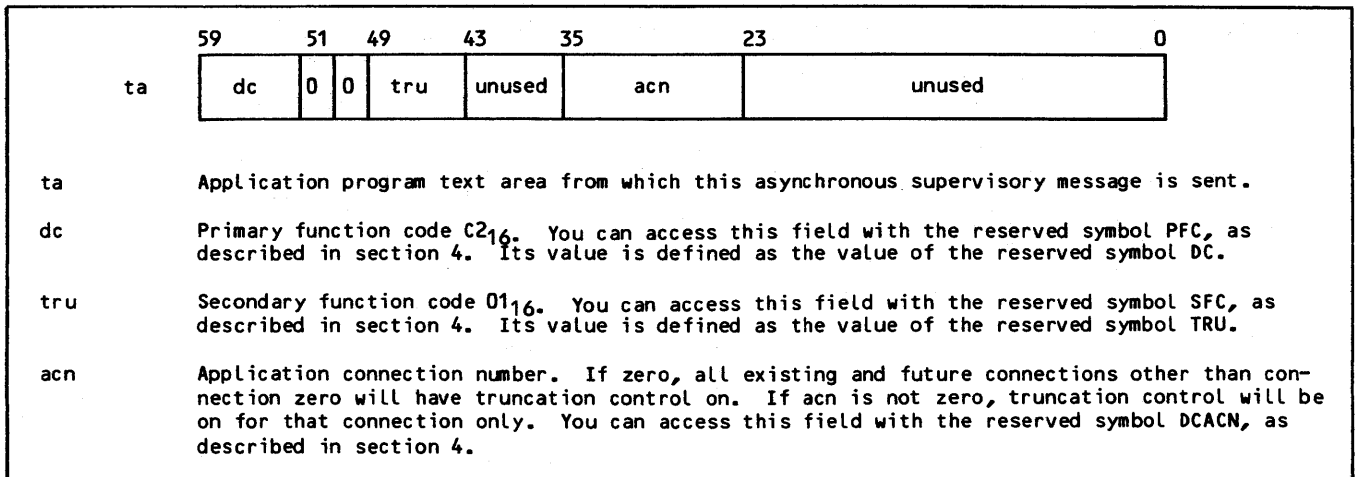 59 51 49 43 35 23 0
ta dc 0 0 tru unused acn unused
ta Application program text area from which this asynchronous supervisory message is sent.
dc Primary function code C2₁₆. You can access this field with the reserved symbol PFC, as
described in section 4. Its value is defined as the value of the reserved symbol DC.
tru Secondary function code 01₁₆. You can access this field with the reserved symbol SFC, as
described in section 4. Its value is defined as the value of the reserved symbol TRU.
acn Application connection number. If zero, all existing and future connections other than con-
nection zero will have truncation control on. If acn is not zero, truncation control will be
on for that connection only. You can access this field with the reserved symbol DCACN, as
described in section 4.